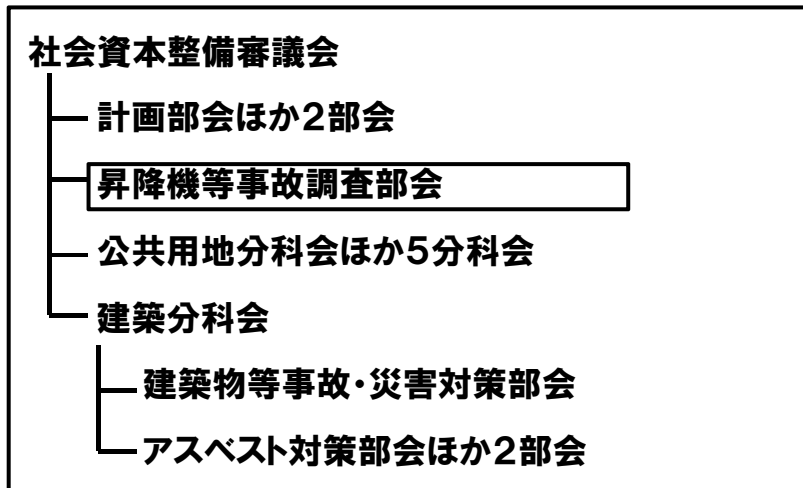 社会資本整備審議会
計画部会ほか2部会
昇降機等事故調査部会
公共用地分科会ほか5分科会
建築分科会
建築物等事故・災害対策部会
アスベスト対策部会ほか2部会